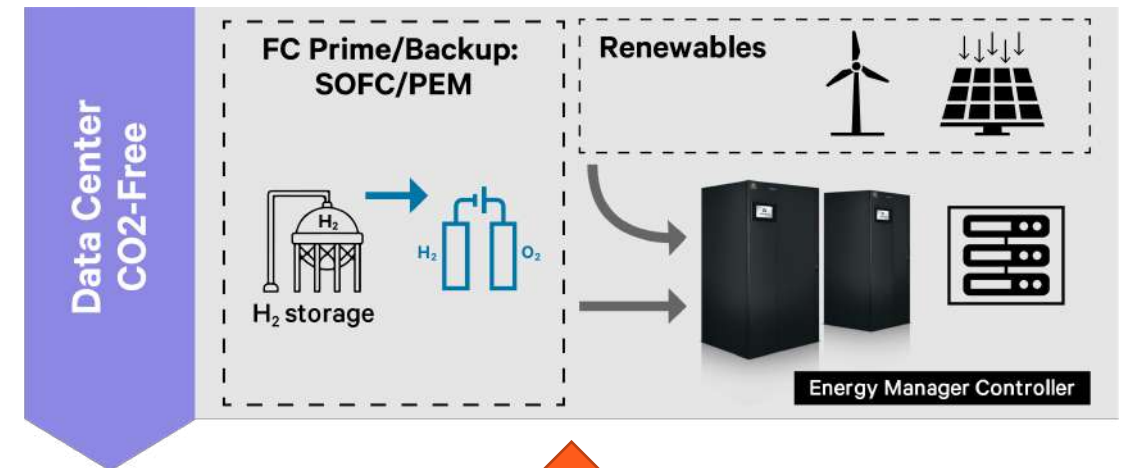 Data Center
CO2-Free
FC Prime/Backup:
SOFC/PEM
Renewables
H₂
H₂
O₂
H₂ storage
Energy Manager Controller